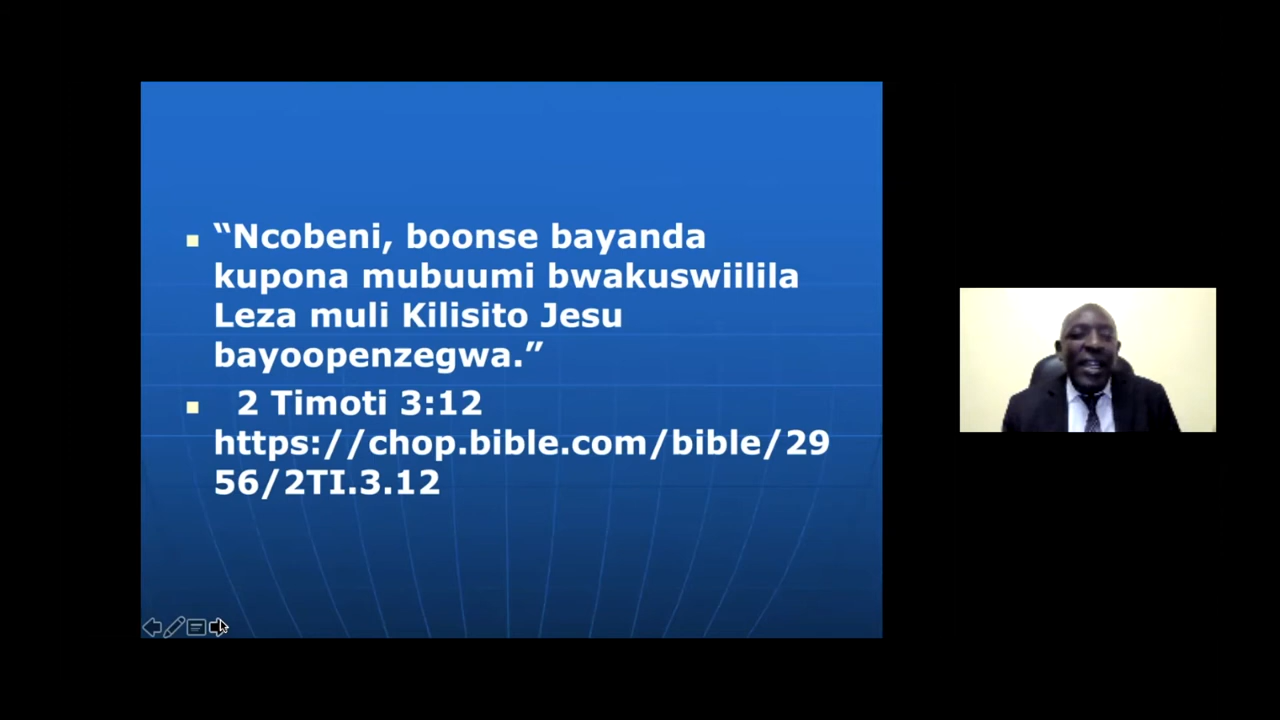 “Ncobeni, boonse bayanda
kupona mubuumi bwakuswiilila
Leza muli Kilisito Jesu
bayoopenzegwa.”
2 Timoti 3:12
https://chop.bible.com/bible/29
56/2TI.3.12